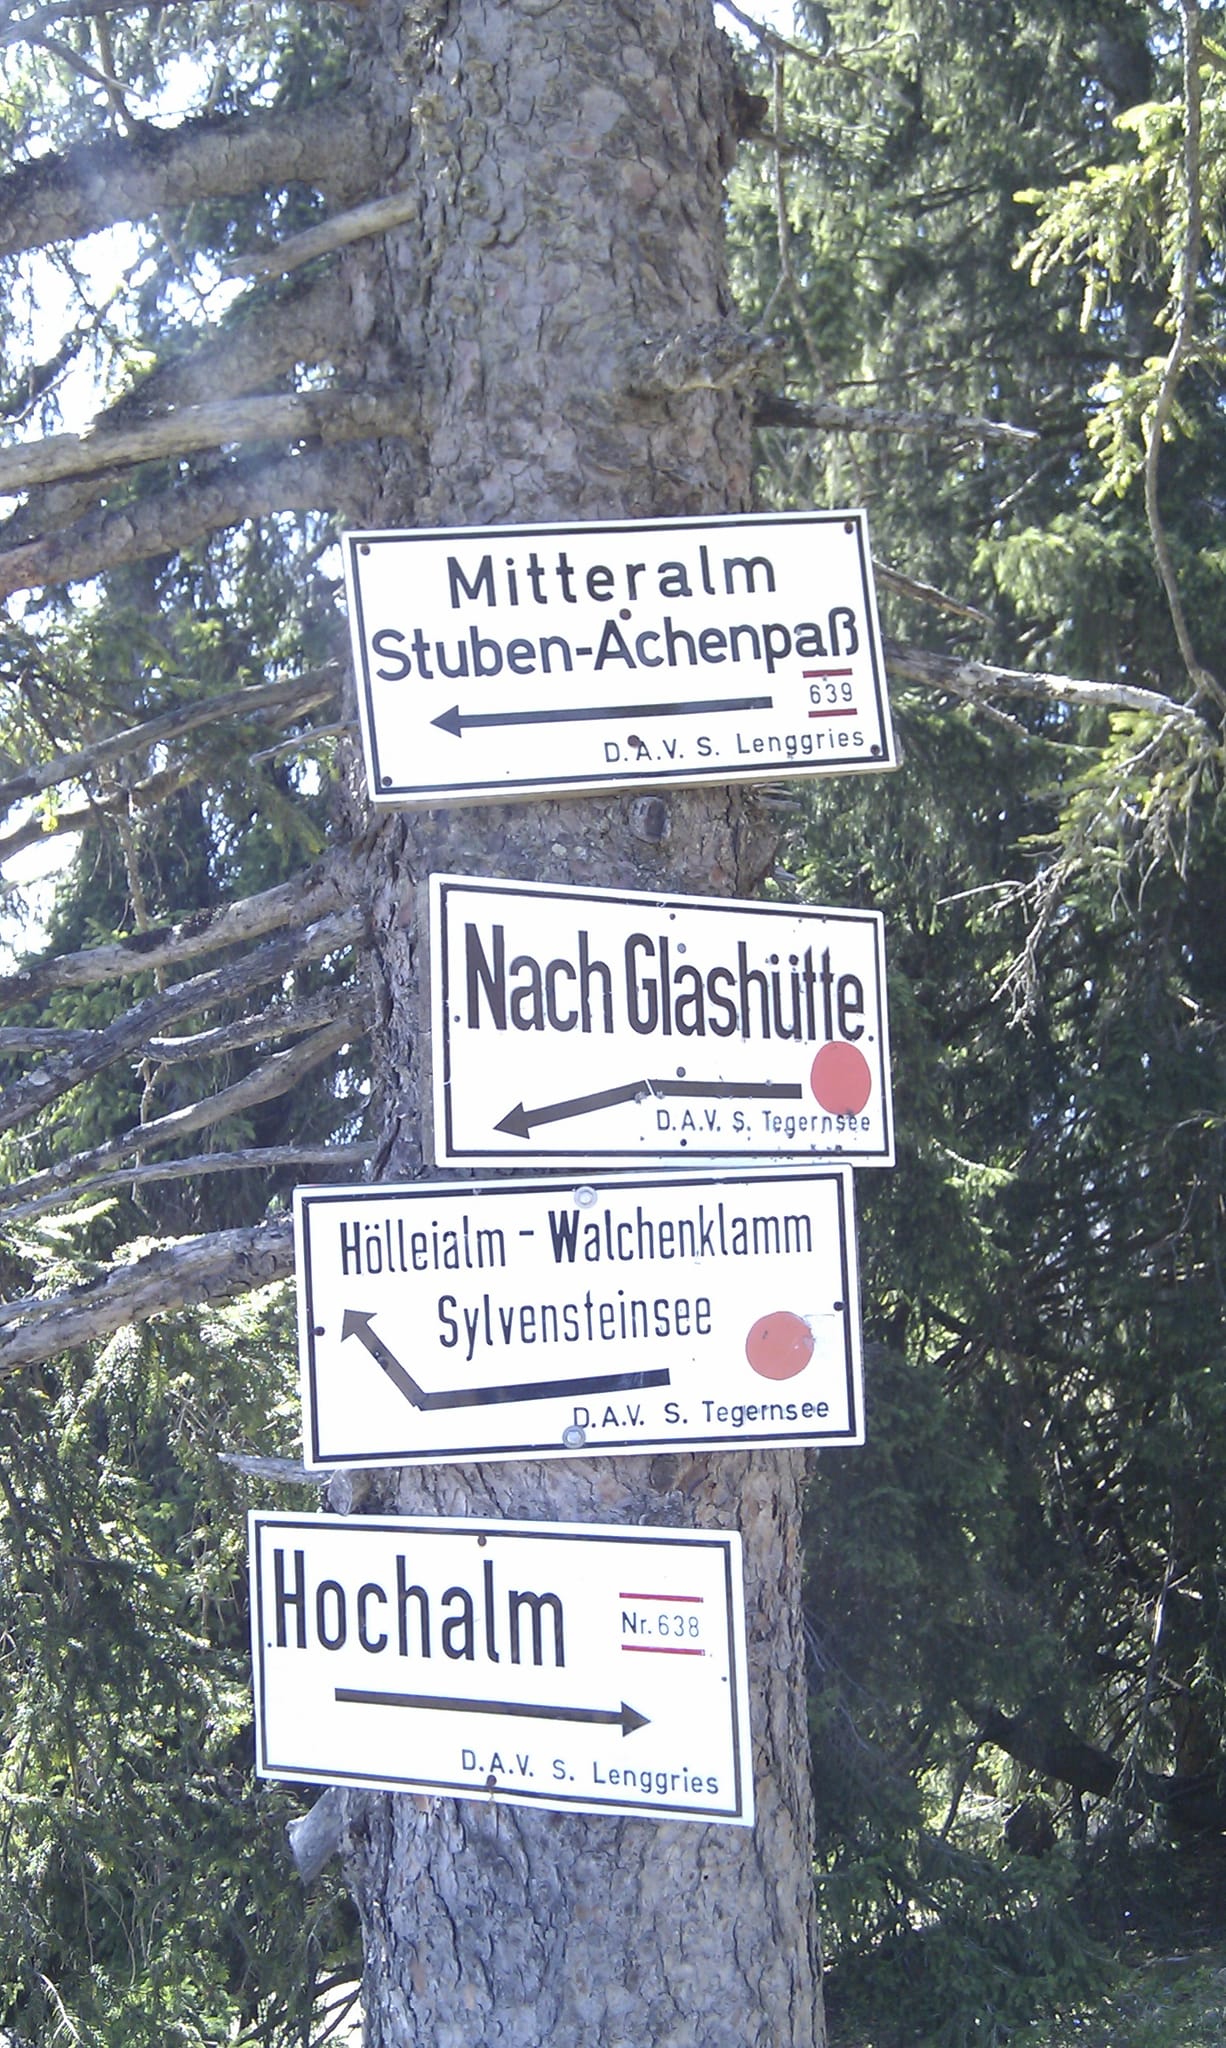 Mitteralm
Stuben-Achenpaß
639
D.A.V. S. Lenggries
Nach Glashütte
D.A.V. S. Tegernsee
Hölleialm - Walchenklamm
Sylvensteinsee
D.A.V. S. Tegernsee
Hochalm
Nr. 638
D.A.V. S. Lenggries